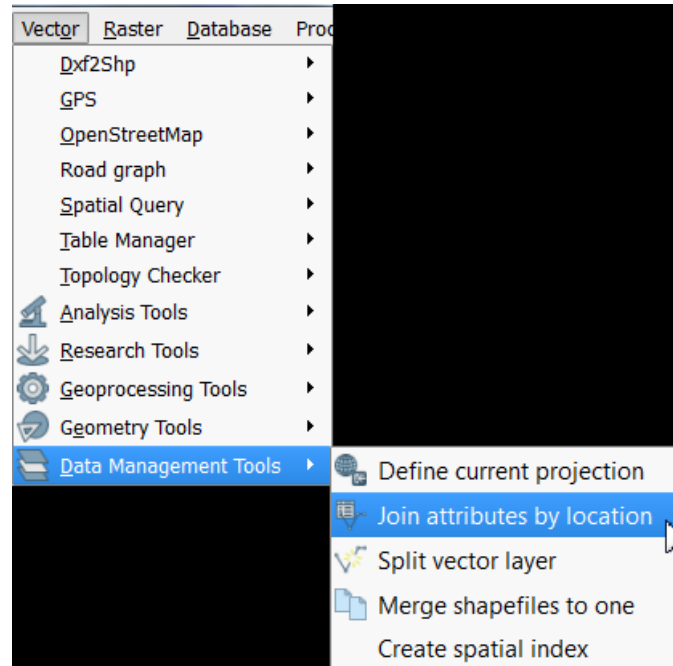 Vector Raster Database
Dxf2Shp
GPS
OpenStreetMap
Road graph
Spatial Query
Table Manager
Topology Checker
Analysis Tools
Research Tools
Geoprocessing Tools
Geometry Tools
Data Management Tools
Define current projection
Join attributes by location
Split vector layer
Merge shapefiles to one
Create spatial index